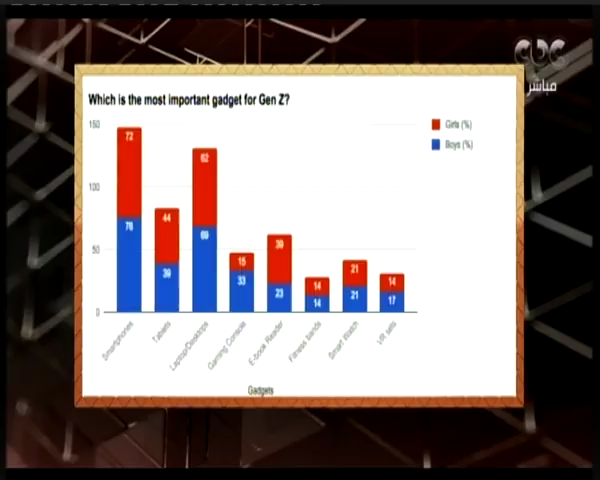 cbc
مباشر
Which is the most important gadget for Gen Z?
Girls (%)
Boys (%)
150
100
50
0
72
44
62
15
39
14
21
14
76
39
69
33
23
14
21
17
Smartphones
Tablets
Laptop/Desktops
Gaming Console
E-book Reader
Fitness bands
Smart Watch
VR sets
Gadgets